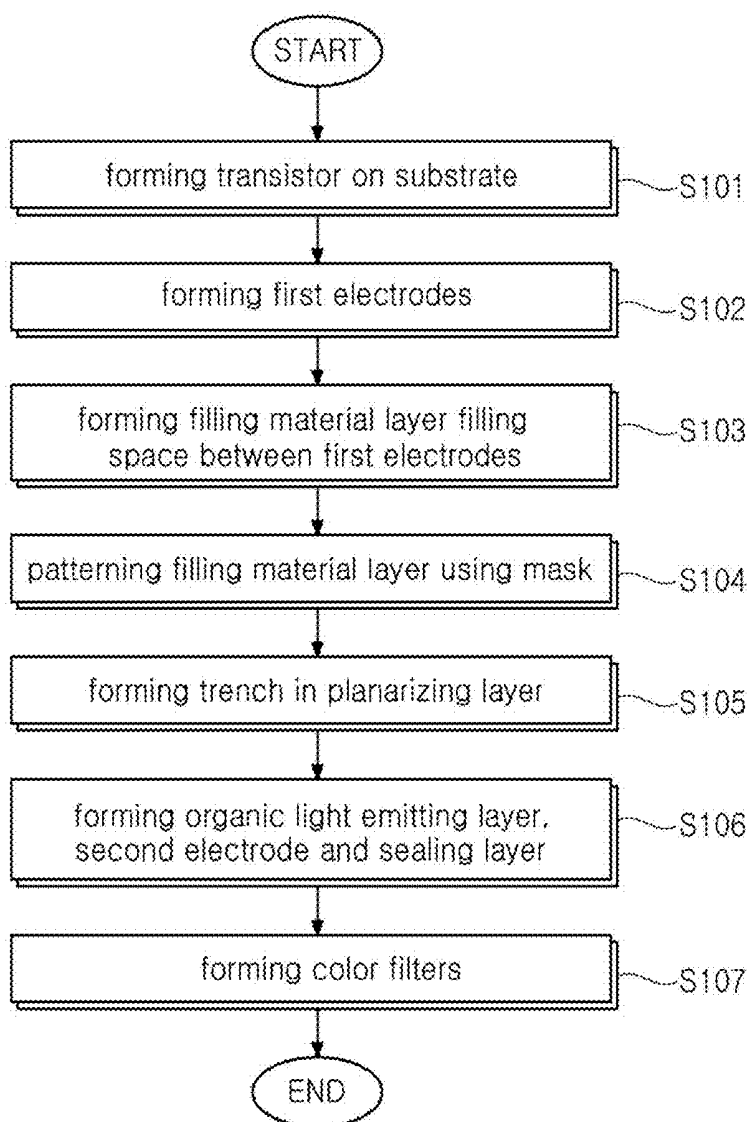 START
forming transistor on substrate
S101
forming first electrodes
S102
forming filling material layer filling
space between first electrodes
S103
patterning filling material layer using mask
S104
forming trench in planarizing layer
S105
forming organic light emitting layer,
second electrode and sealing layer
S106
forming color filters
S107
END